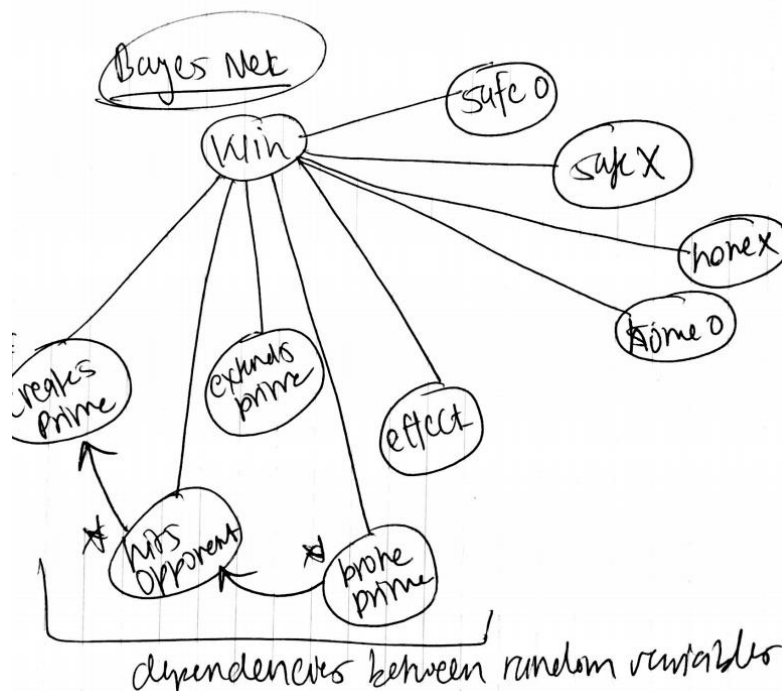 Bayes Net
safe O
Win
safe X
home X
home O
creates
prime
extends
prime
effect
hits
opponent
broke
prime
dependencies between random variables